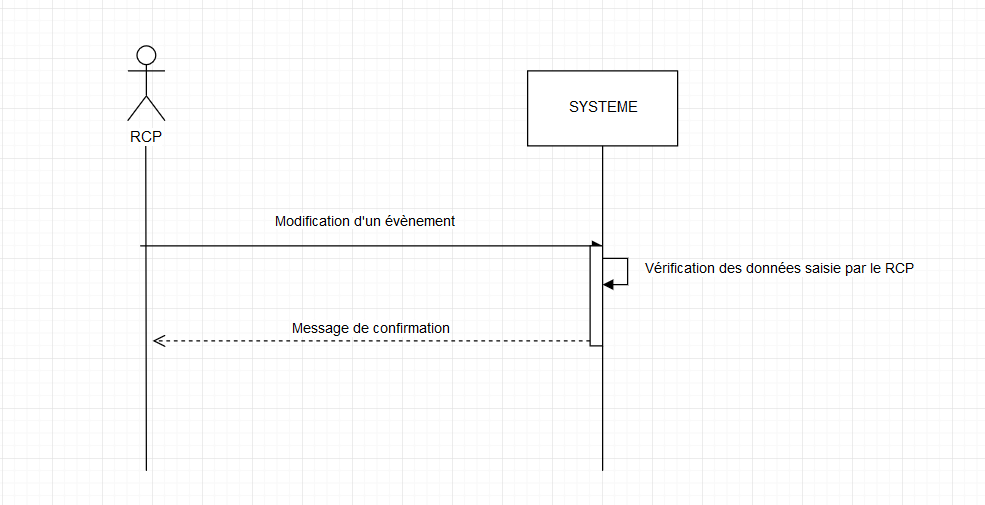 SYSTEME
RCP
Modification d'un évènement
Vérification des données saisie par le RCP
Message de confirmation